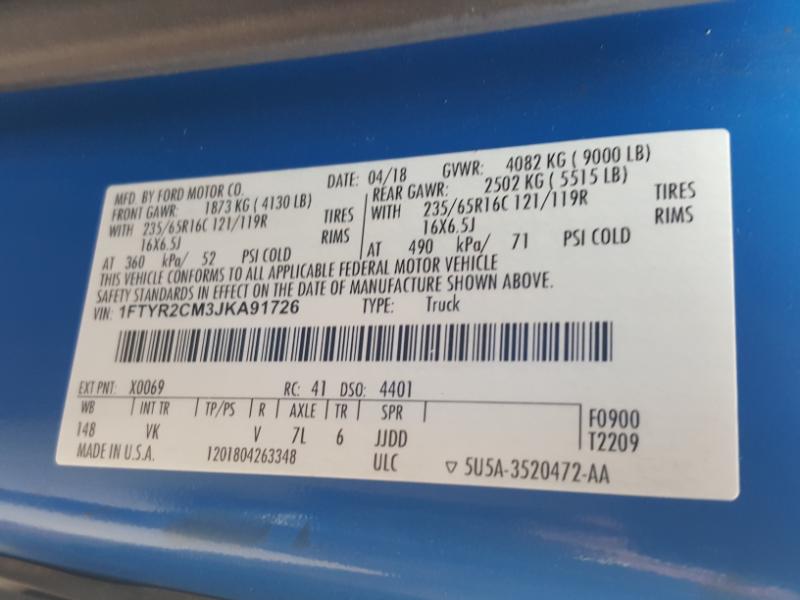 MFD. BY FORD MOTOR CO. DATE: 04/18 GVWR: 4082 KG ( 9000 LB)
FRONT GAWR: 1873 KG ( 4130 LB) REAR GAWR: 2502 KG ( 5515 LB)
WITH 235/65R16C 121/119R TIRES WITH 235/65R16C 121/119R TIRES
16X6.5J RIMS 16X6.5J RIMS
AT 360 kPa/ 52 PSI COLD AT 490 kPa/ 71 PSI COLD
THIS VEHICLE CONFORMS TO ALL APPLICABLE FEDERAL MOTOR VEHICLE
SAFETY STANDARDS IN EFFECT ON THE DATE OF MANUFACTURE SHOWN ABOVE.
VIN: 1FTYR2CM3JKA91726 TYPE: Truck
EXT PNT: X0069 RC: 41 DSO: 4401
WB INT TR TP/PS R AXLE TR SPR F0900
148 VK V 7L 6 JJDD T2209
MADE IN U.S.A. 1201804263348 ULC ▽ 5U5A-3520472-AA